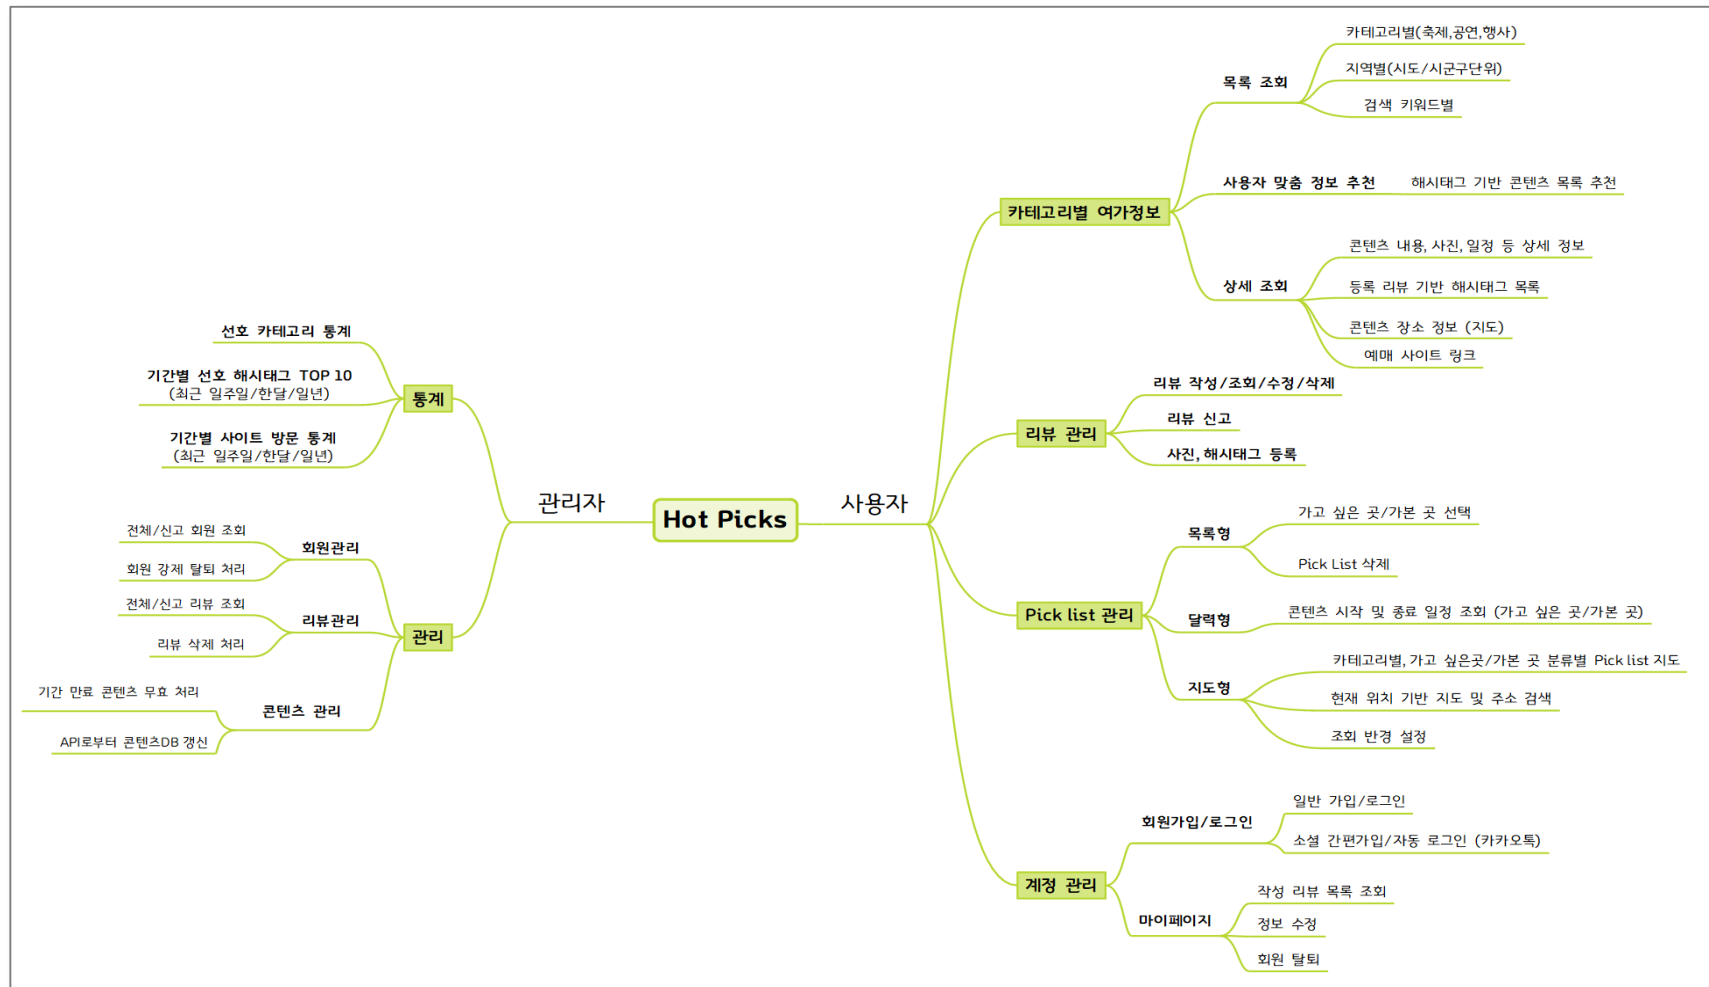 Hot Picks
사용자
카테고리별 여가정보
목록 조회
카테고리별(축제,공연,행사)
지역별(시도/시군구단위)
검색 키워드별
사용자 맞춤 정보 추천
해시태그 기반 콘텐츠 목록 추천
상세 조회
콘텐츠 내용, 사진, 일정 등 상세 정보
등록 리뷰 기반 해시태그 목록
콘텐츠 장소 정보 (지도)
예매 사이트 링크
리뷰 관리
리뷰 작성/조회/수정/삭제
리뷰 신고
사진, 해시태그 등록
Pick list 관리
목록형
가고 싶은 곳/가본 곳 선택
Pick List 삭제
달력형
콘텐츠 시작 및 종료 일정 조회 (가고 싶은 곳/가본 곳)
지도형
카테고리별, 가고 싶은곳/가본 곳 분류별 Pick list 지도
현재 위치 기반 지도 및 주소 검색
조회 반경 설정
계정 관리
회원가입/로그인
일반 가입/로그인
소셜 간편가입/자동 로그인 (카카오톡)
마이페이지
작성 리뷰 목록 조회
정보 수정
회원 탈퇴
관리자
통계
선호 카테고리 통계
기간별 선호 해시태그 TOP 10
(최근 일주일/한달/일년)
기간별 사이트 방문 통계
(최근 일주일/한달/일년)
관리
회원관리
전체/신고 회원 조회
회원 강제 탈퇴 처리
리뷰관리
전체/신고 리뷰 조회
리뷰 삭제 처리
콘텐츠 관리
기간 만료 콘텐츠 무효 처리
API로부터 콘텐츠DB 갱신